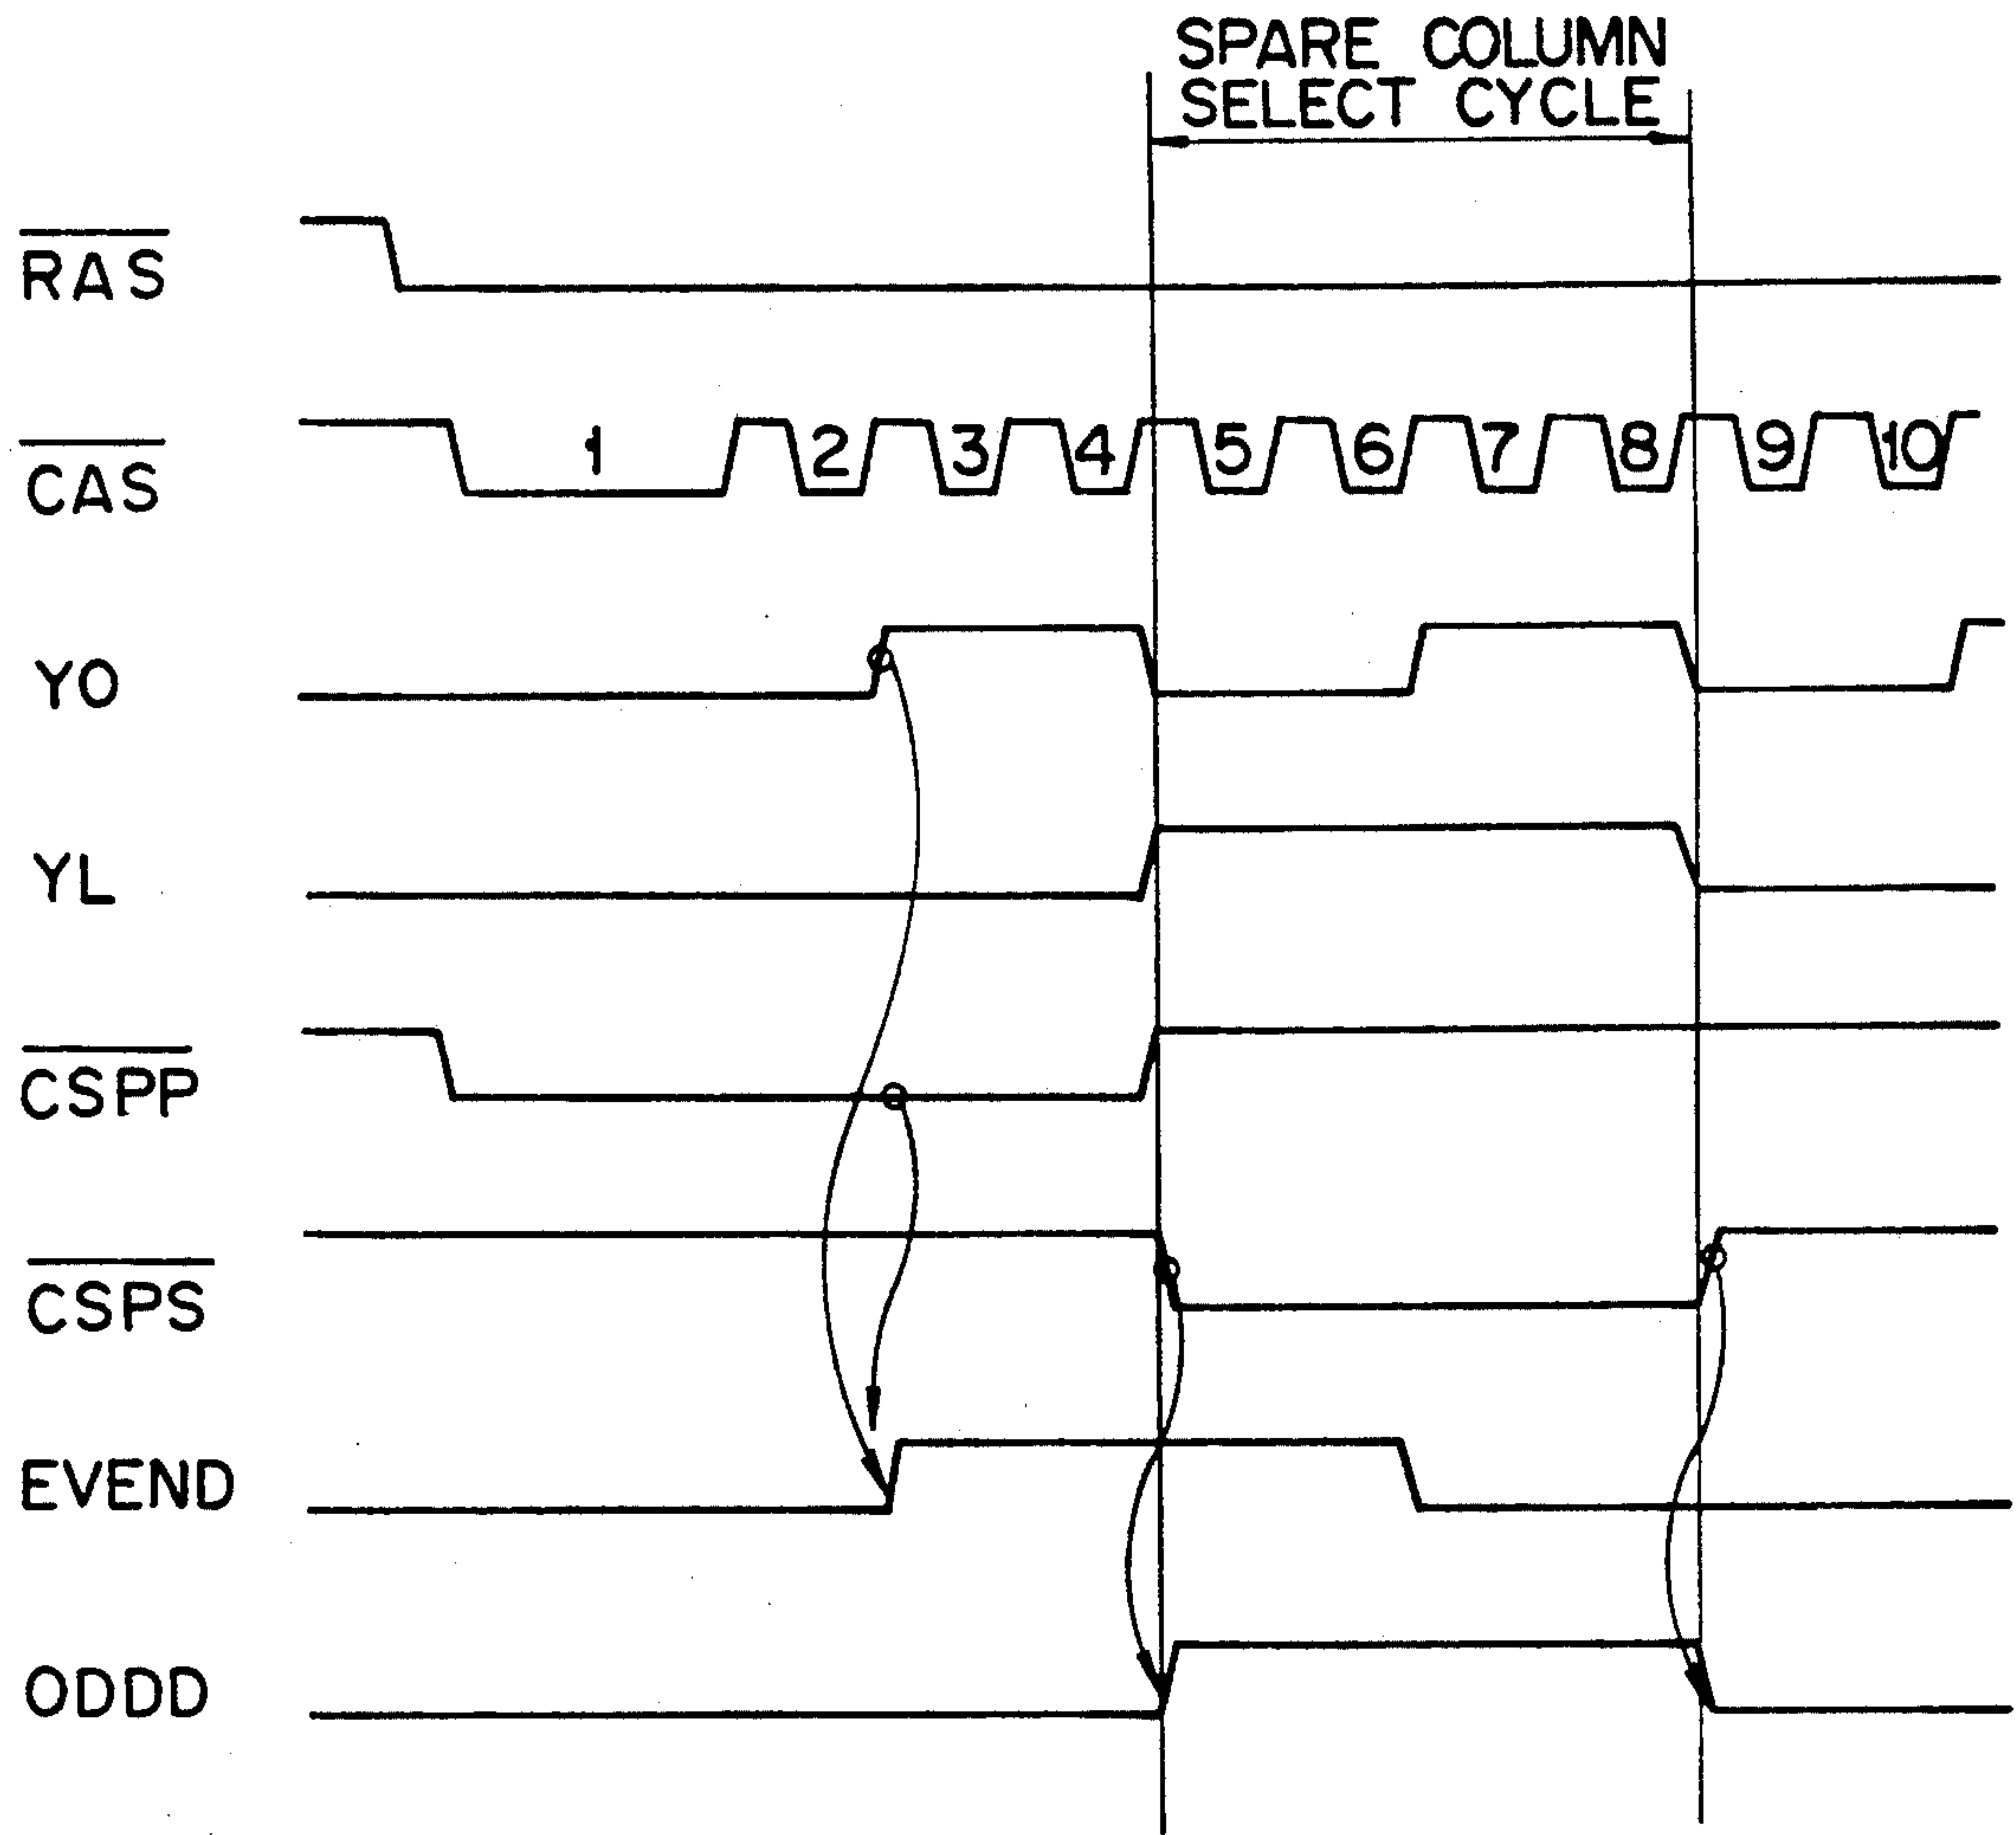 SPARE COLUMN
SELECT CYCLE
RAS
CAS
1 2 3 4 5 6 7 8 9 10
Y0
YL
CSPP
CSPS
EVEND
ODDD